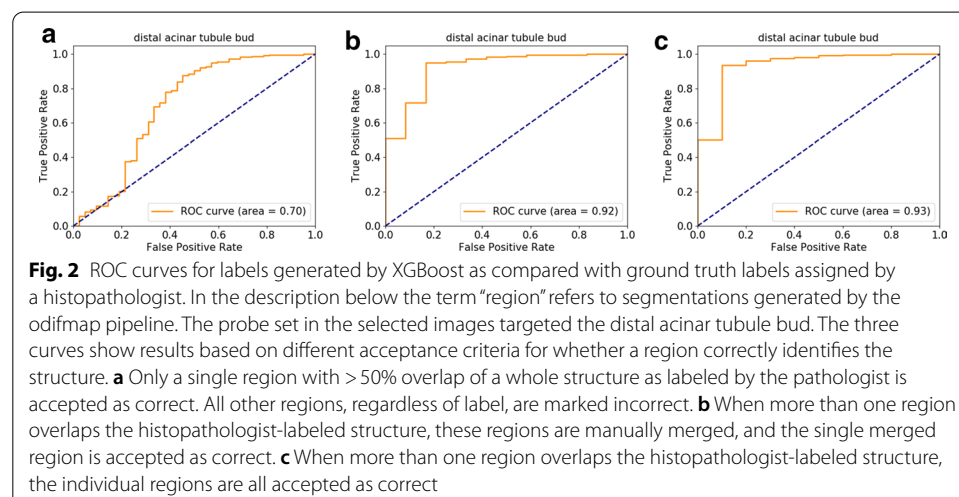 a
distal acinar tubule bud
True Positive Rate
1.0
0.8
0.6
0.4
0.2
0.0
0.0 0.2 0.4 0.6 0.8 1.0
False Positive Rate
ROC curve (area = 0.70)
b
distal acinar tubule bud
True Positive Rate
1.0
0.8
0.6
0.4
0.2
0.0
0.0 0.2 0.4 0.6 0.8 1.0
False Positive Rate
ROC curve (area = 0.92)
c
distal acinar tubule bud
True Positive Rate
1.0
0.8
0.6
0.4
0.2
0.0
0.0 0.2 0.4 0.6 0.8 1.0
False Positive Rate
ROC curve (area = 0.93)
Fig. 2 ROC curves for labels generated by XGBoost as compared with ground truth labels assigned by
a histopathologist. In the description below the term “region” refers to segmentations generated by the
odifmap pipeline. The probe set in the selected images targeted the distal acinar tubule bud. The three
curves show results based on different acceptance criteria for whether a region correctly identifies the
structure. a Only a single region with > 50% overlap of a whole structure as labeled by the pathologist is
accepted as correct. All other regions, regardless of label, are marked incorrect. b When more than one region
overlaps the histopathologist-labeled structure, these regions are manually merged, and the single merged
region is accepted as correct. c When more than one region overlaps the histopathologist-labeled structure,
the individual regions are all accepted as correct